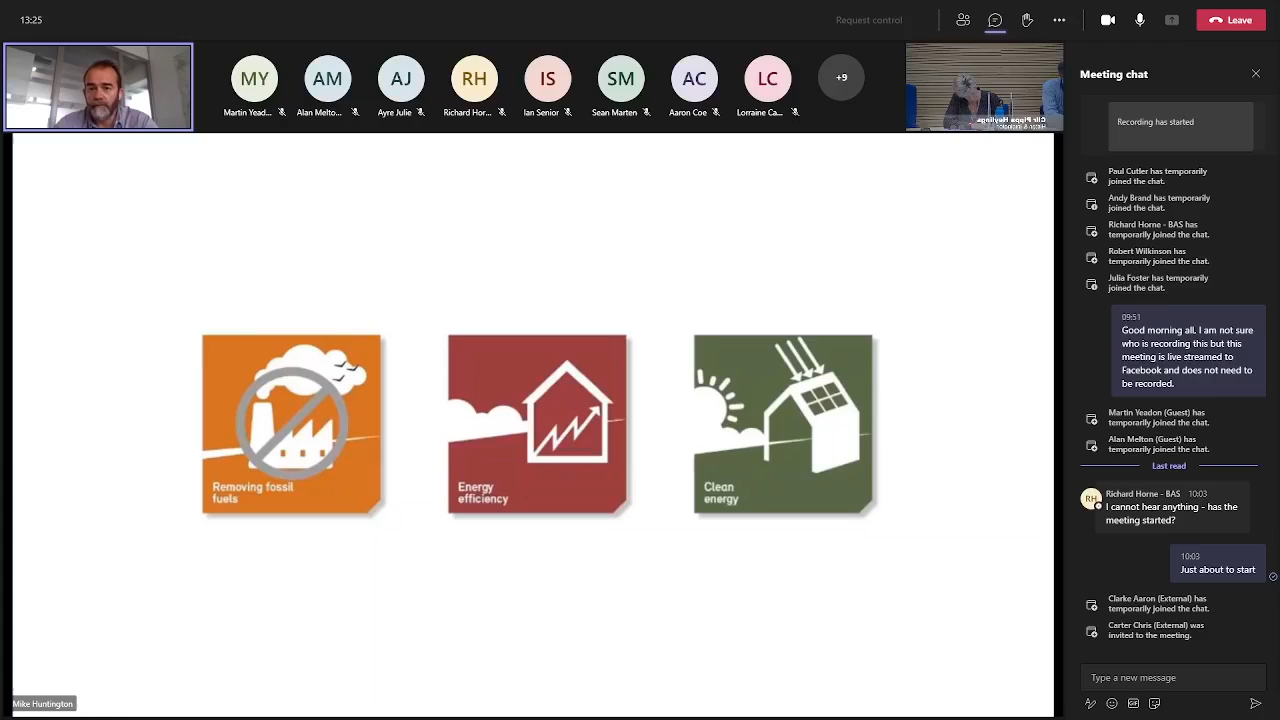 13:25
Request control
Leave
MY
AM
AJ
RH
IS
SM
AC
LC
+9
Ayre Julie
Richard Hor...
Ian Senior
Aaron Coe
Lorraine Ca...
Cllr Pippa Heylings
Removing fossil
fuels
Energy
efficiency
Clean
energy
Mike Huntington
Meeting chat
Recording has started
Paul Cutler has temporarily
joined the chat.
Andy Brand has temporarily
joined the chat.
Richard Horne - BAS has
temporarily joined the chat.
Robert Wilkinson has
temporarily joined the chat.
Julia Foster has temporarily
joined the chat.
09:51
Good morning all. I am not sure
who is recording this but this
meeting is live streamed to
Facebook and does not need to
be recorded.
Martin Yeadon (Guest) has
temporarily joined the chat.
Alan Melton (Guest) has
temporarily joined the chat.
Last read
RH
Richard Horne - BAS 10:03
I cannot hear anything - has the
meeting started?
10:03
Just about to start
Clarke Aaron (External) has
temporarily joined the chat.
Carter Chris (External) was
invited to the meeting.
Type a new message